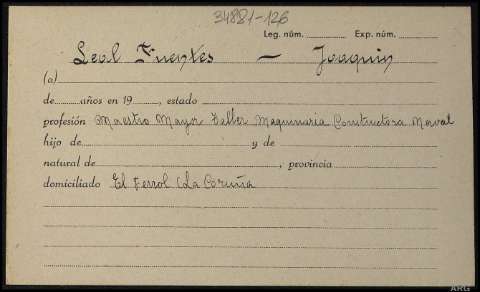 34881-126
Leg. núm. Exp. núm.
Leal Fuentes — Joaquin
(a)
de años en 19 , estado
profesión Maestro Mayor Taller Maquinaria Constructora Naval
hijo de y de
natural de , provincia
domiciliado El Ferrol (La Coruña
ARG